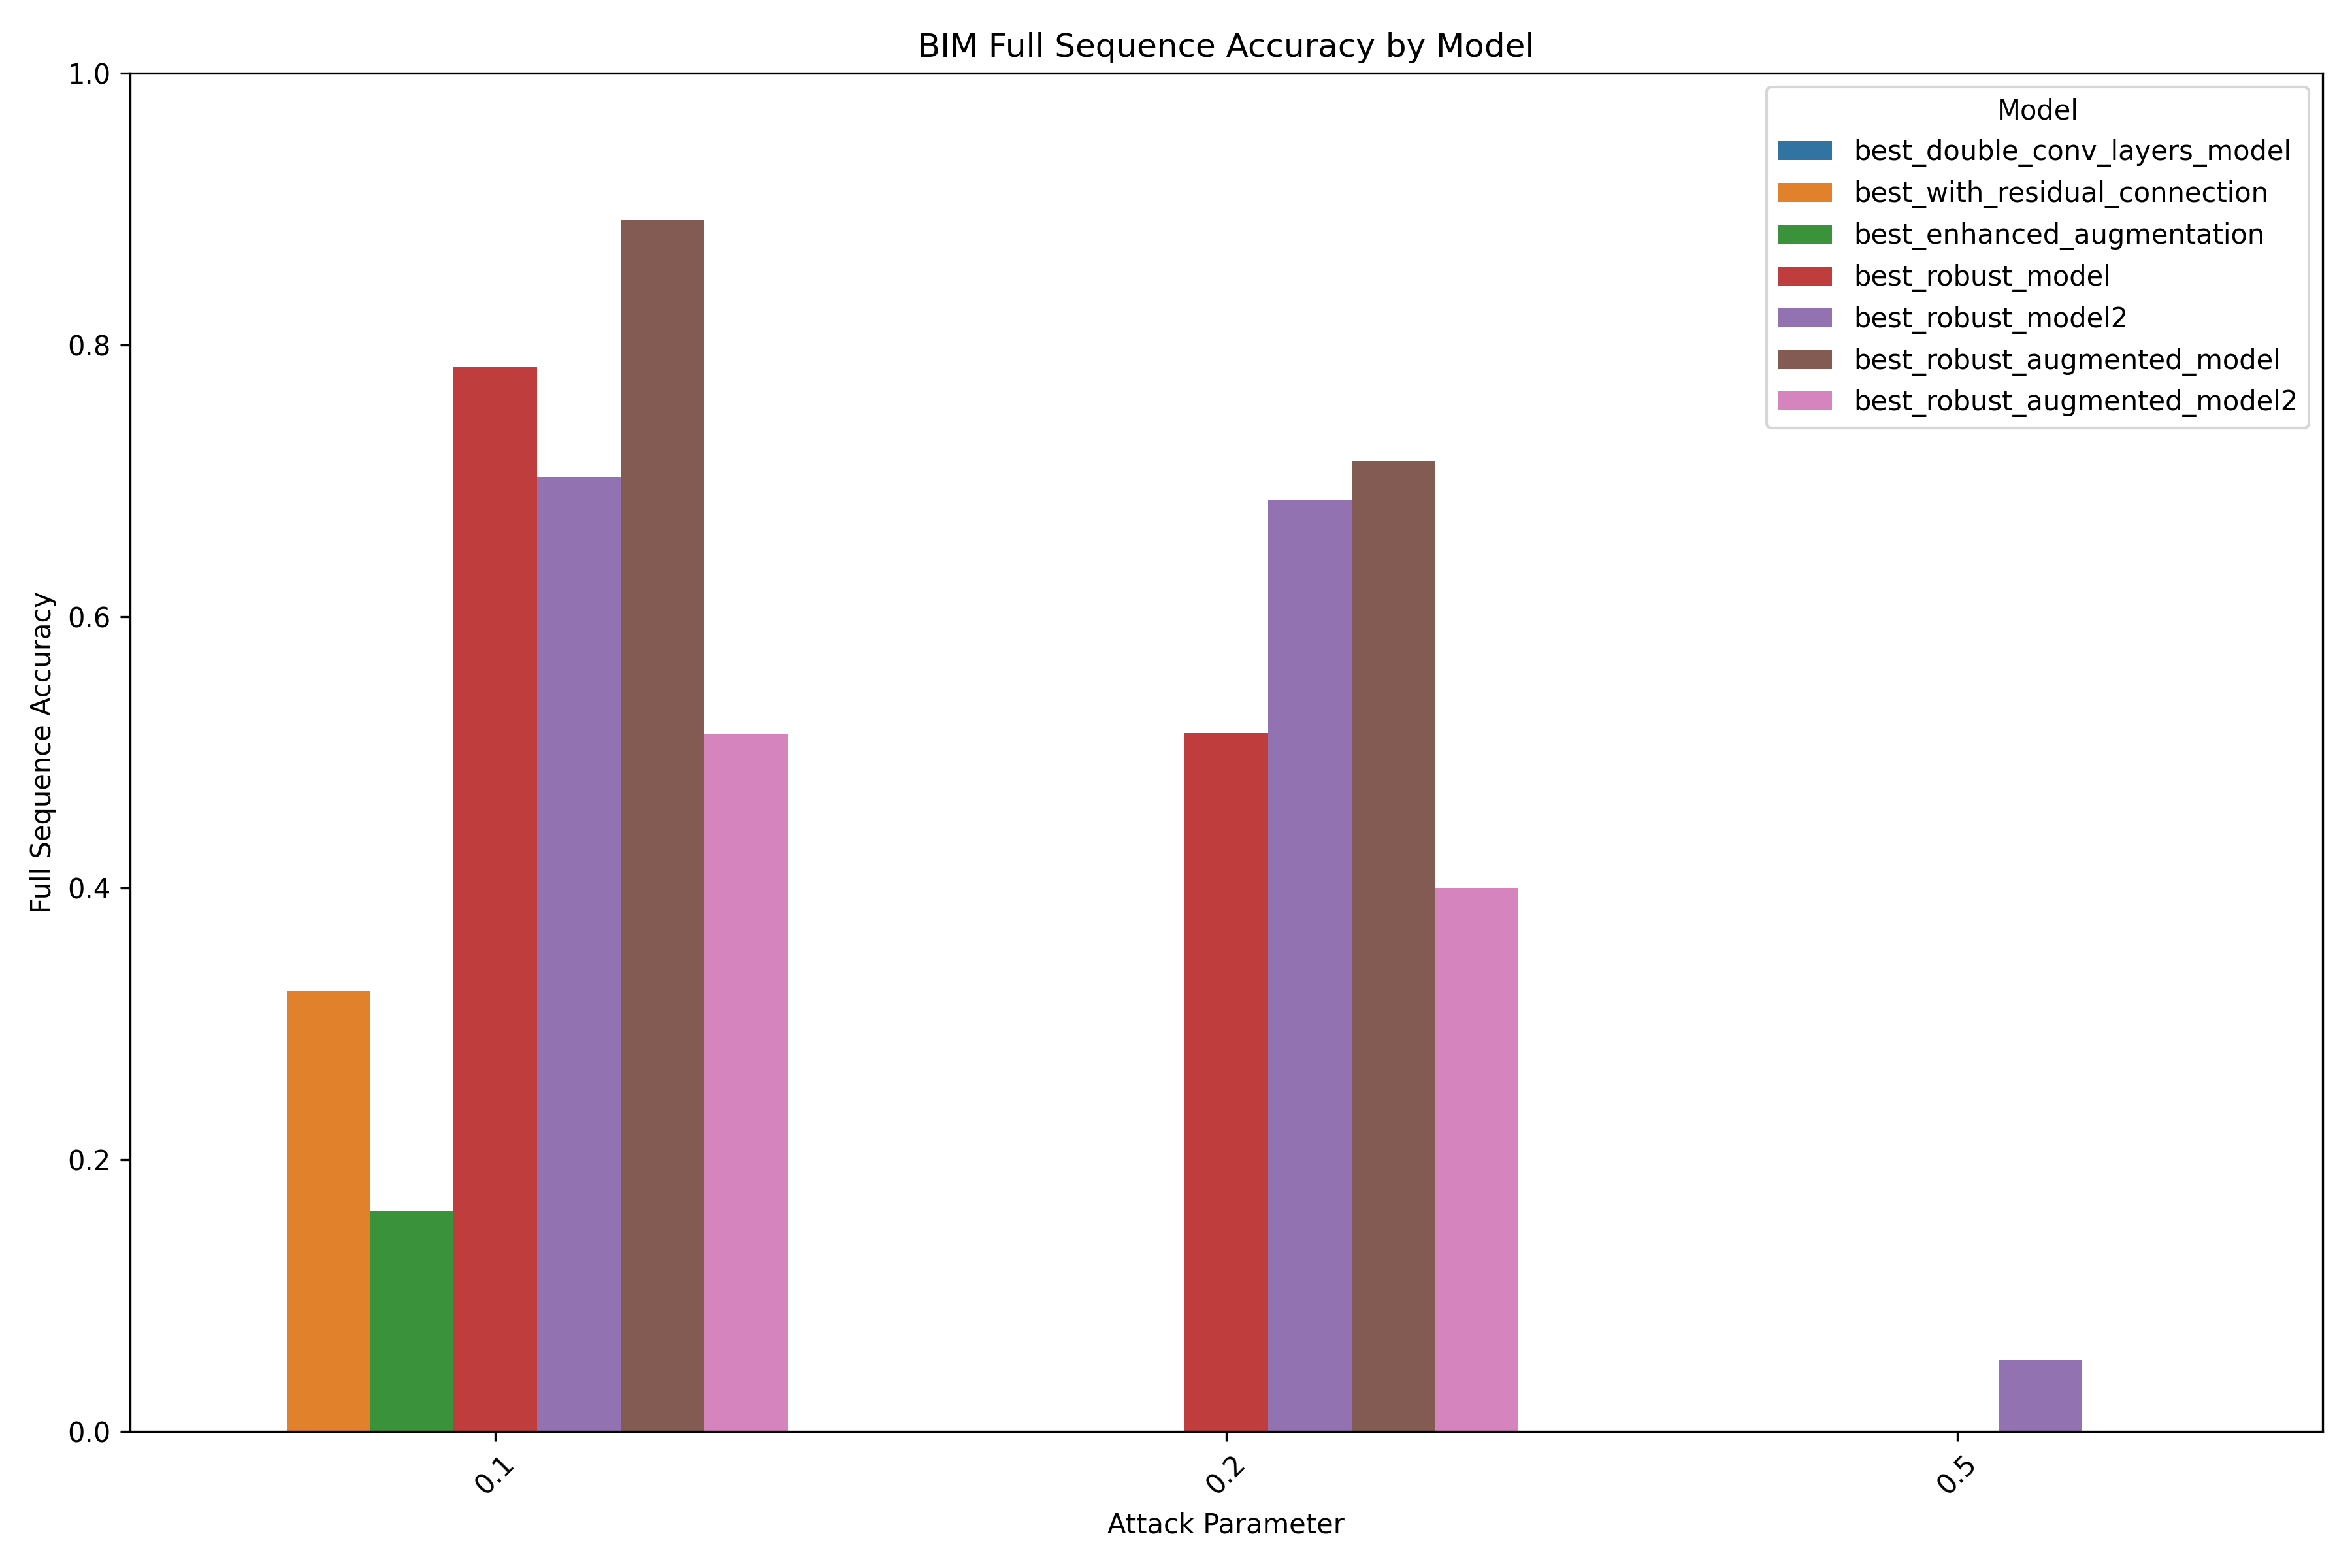 BIM Full Sequence Accuracy by Model
1.0
0.8
0.6
0.4
0.2
0.0
Full Sequence Accuracy
Model
best_double_conv_layers_model
best_with_residual_connection
best_enhanced_augmentation
best_robust_model
best_robust_model2
best_robust_augmented_model
best_robust_augmented_model2
0.1
0.2
0.5
Attack Parameter